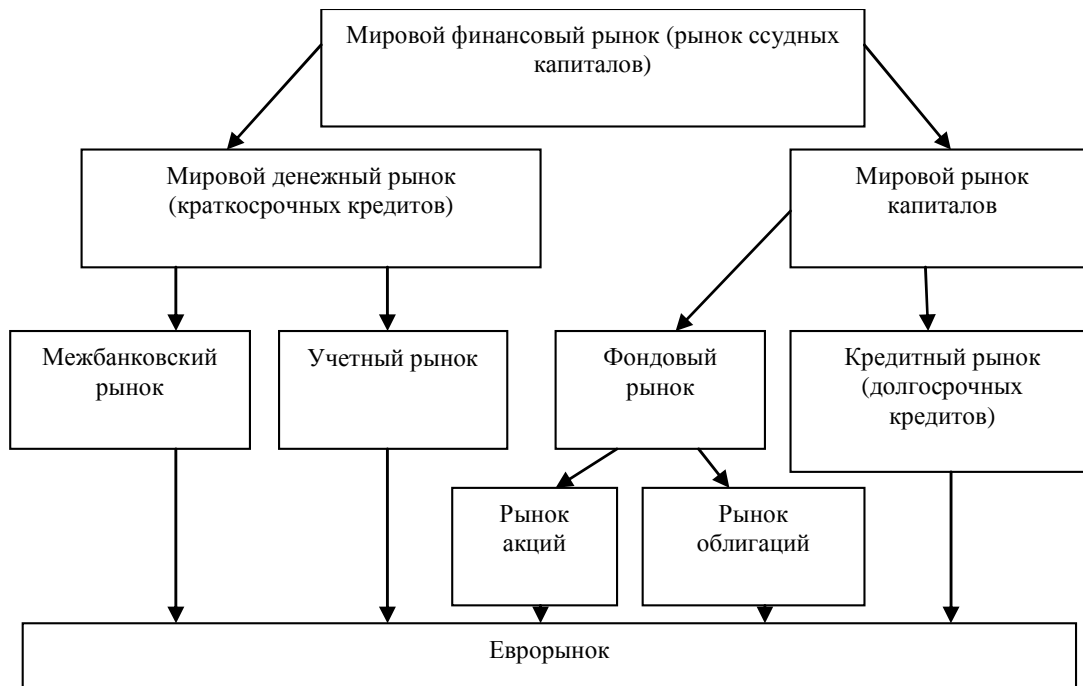 Мировой финансовый рынок (рынок ссудных
капиталов)
Мировой денежный рынок
(краткосрочных кредитов)
Мировой рынок
капиталов
Межбанковский
рынок
Учетный рынок
Фондовый
рынок
Кредитный рынок
(долгосрочных
кредитов)
Рынок
акций
Рынок
облигаций
Еврорынок